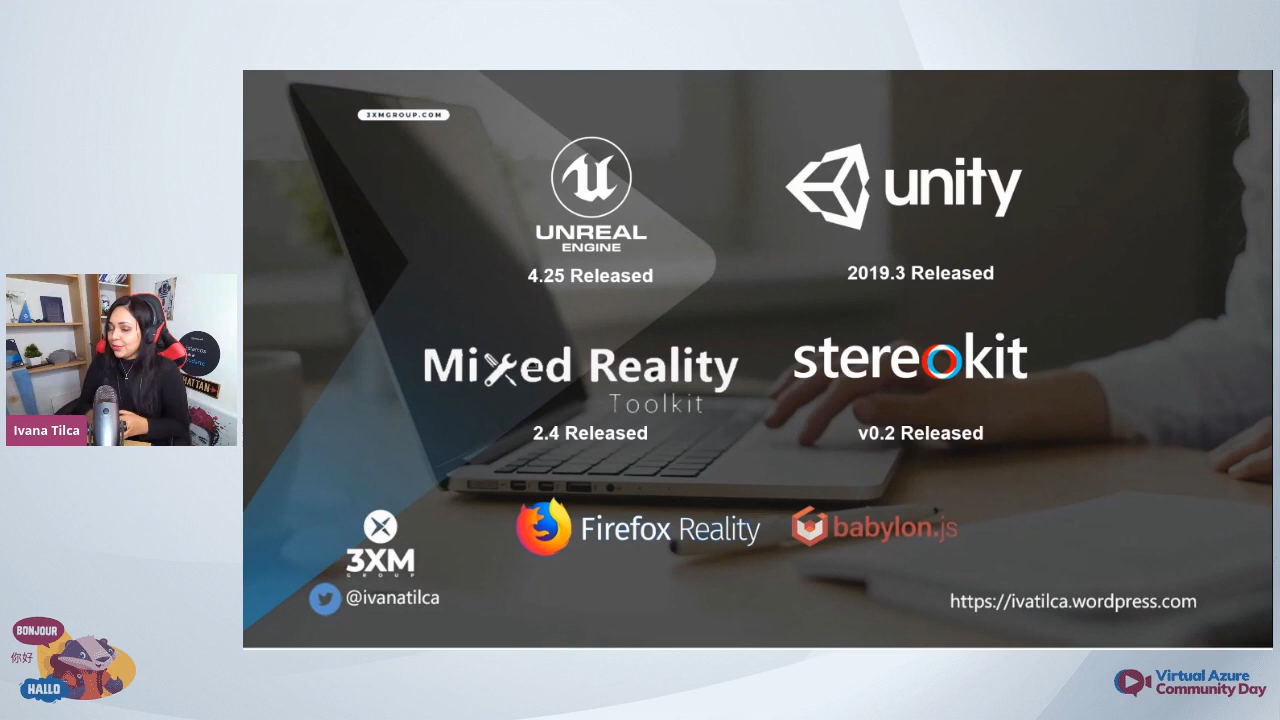 3XMGROUP.COM
UNREAL
ENGINE
4.25 Released
unity
2019.3 Released
Mixed Reality
Toolkit
2.4 Released
stereokit
v0.2 Released
Firefox Reality
babylon.js
3XM
GROUP
@ivanatilca
https://ivatilca.wordpress.com
Ivana Tilca
BONJOUR
你好
HALLO
Virtual Azure
Community Day